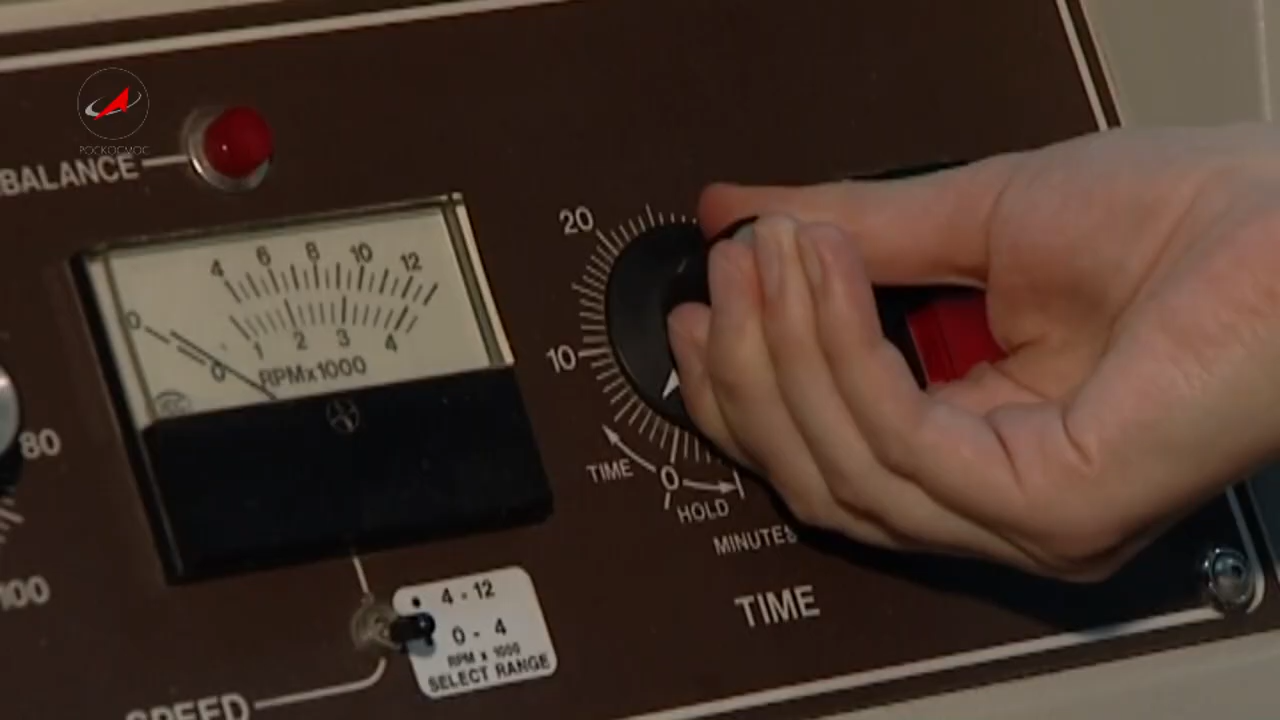 РОСКОСМОС
BALANCE
4 6 8 10 12
0
1 2 3 4
0
RPMx1000
80
100
20
10
TIME
0
HOLD
MINUTES
TIME
4 - 12
0 - 4
RPM x 1000
SELECT RANGE
SPEED